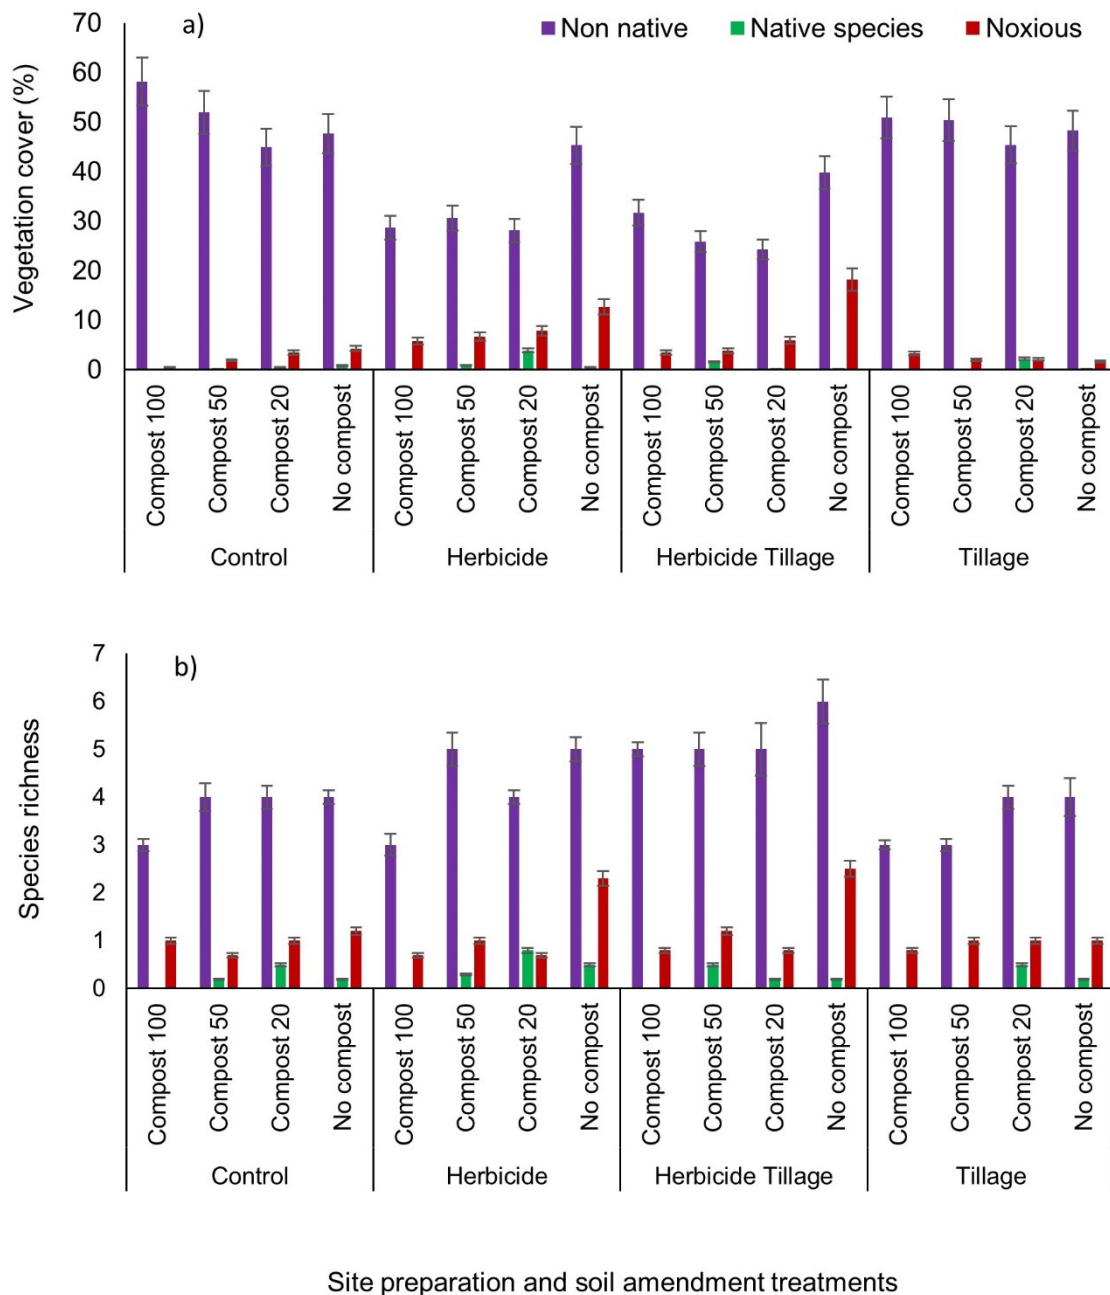 a)
Non native Native species Noxious
Vegetation cover (%)
70
60
50
40
30
20
10
0
Compost 100
Compost 50
Compost 20
No compost
Compost 100
Compost 50
Compost 20
No compost
Compost 100
Compost 50
Compost 20
No compost
Compost 100
Compost 50
Compost 20
No compost
Control Herbicide Herbicide Tillage Tillage
b)
Species richness
7
6
5
4
3
2
1
0
Compost 100
Compost 50
Compost 20
No compost
Compost 100
Compost 50
Compost 20
No compost
Compost 100
Compost 50
Compost 20
No compost
Compost 100
Compost 50
Compost 20
No compost
Control Herbicide Herbicide Tillage Tillage
Site preparation and soil amendment treatments